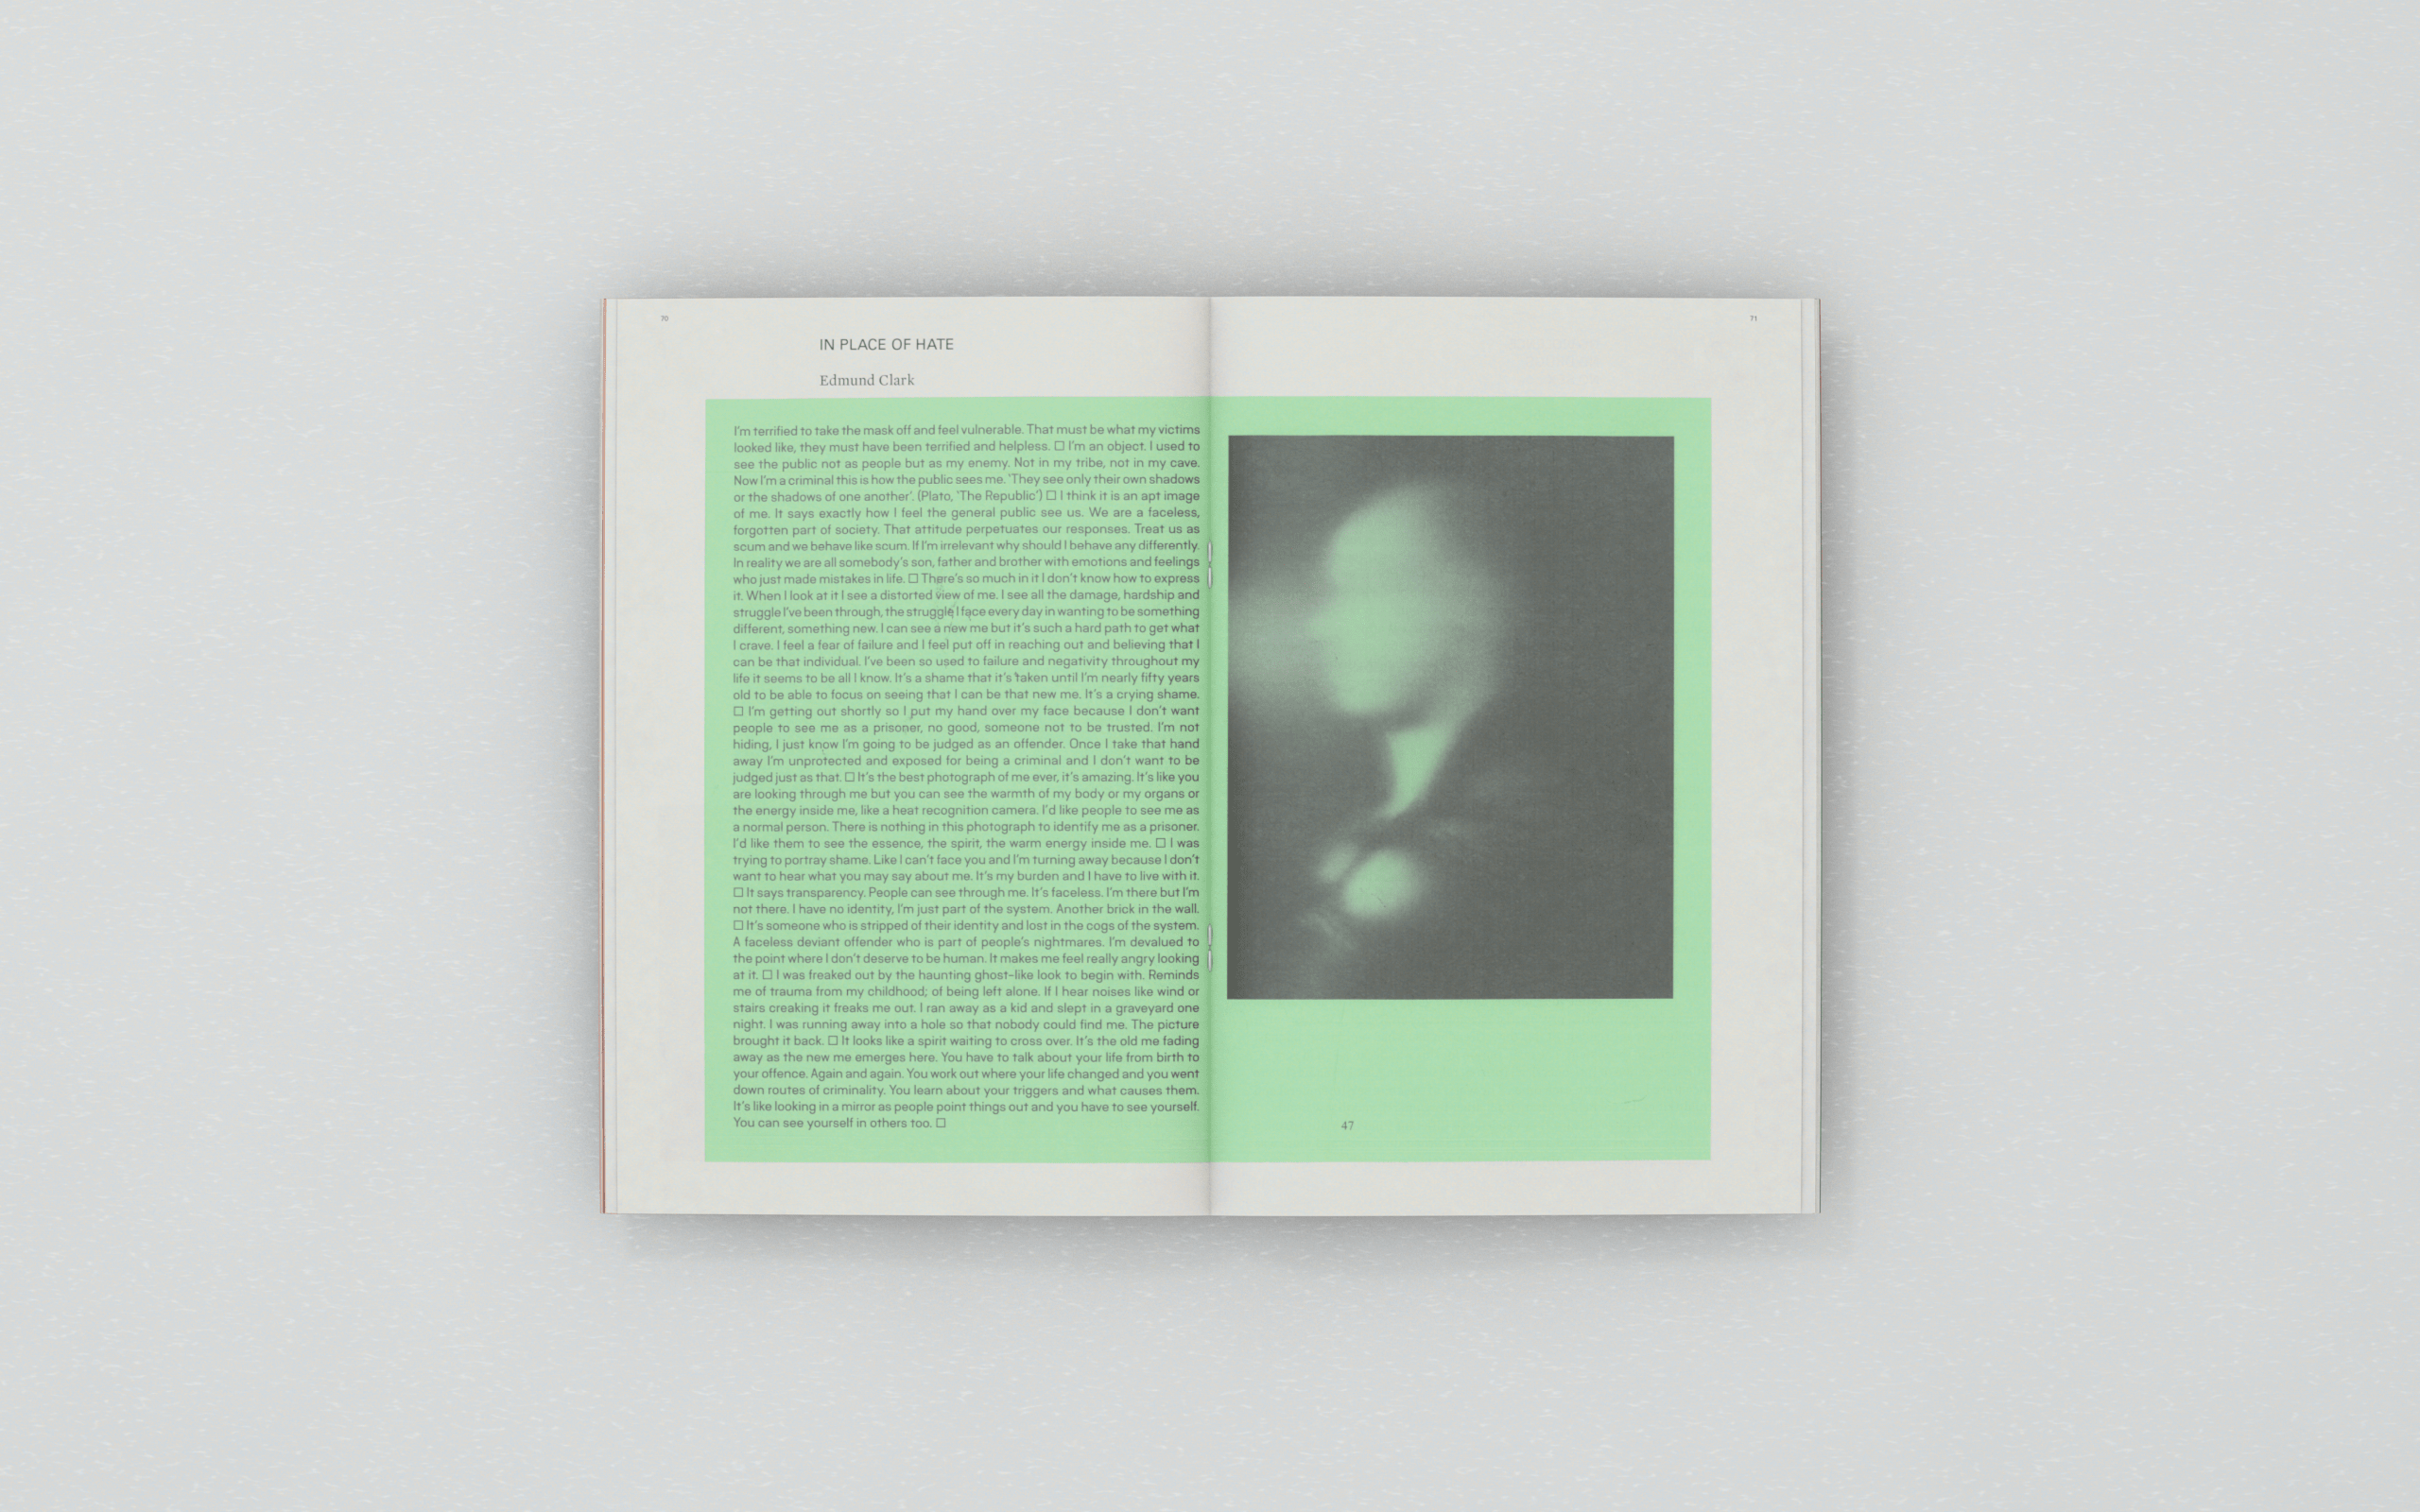 70
71
IN PLACE OF HATE
Edmund Clark
I'm terrified to take the mask off and feel vulnerable. That must be what my victims
looked like, they must have been terrified and helpless. □ I'm an object. I used to
see the public not as people but as my enemy. Not in my tribe, not in my cave.
Now I'm a criminal this is how the public sees me. 'They see only their own shadows
or the shadows of one another'. (Plato, 'The Republic') □ I think it is an apt image
of me. It says exactly how I feel the general public see us. We are a faceless,
forgotten part of society. That attitude perpetuates our responses. Treat us as
scum and we behave like scum. If I'm irrelevant why should I behave any differently.
In reality we are all somebody's son, father and brother with emotions and feelings
who just made mistakes in life. □ There's so much in it I don't know how to express
it. When I look at it I see a distorted view of me. I see all the damage, hardship and
struggle I've been through, the struggle I face every day in wanting to be something
different, something new. I can see a new me but it's such a hard path to get what
I crave. I feel a fear of failure and I feel put off in reaching out and believing that I
can be that individual. I've been so used to failure and negativity throughout my
life it seems to be all I know. It's a shame that it's taken until I'm nearly fifty years
old to be able to focus on seeing that I can be that new me. It's a crying shame.
□ I'm getting out shortly so I put my hand over my face because I don't want
people to see me as a prisoner, no good, someone not to be trusted. I'm not
hiding, I just know I'm going to be judged as an offender. Once I take that hand
away I'm unprotected and exposed for being a criminal and I don't want to be
judged just as that. □ It's the best photograph of me ever, it's amazing. It's like you
are looking through me but you can see the warmth of my body or my organs or
the energy inside me, like a heat recognition camera. I'd like people to see me as
a normal person. There is nothing in this photograph to identify me as a prisoner.
I'd like them to see the essence, the spirit, the warm energy inside me. □ I was
trying to portray shame. Like I can't face you and I'm turning away because I don't
want to hear what you may say about me. It's my burden and I have to live with it.
□ It says transparency. People can see through me. It's faceless. I'm there but I'm
not there. I have no identity, I'm just part of the system. Another brick in the wall.
□ It's someone who is stripped of their identity and lost in the cogs of the system.
A faceless deviant offender who is part of people's nightmares. I'm devalued to
the point where I don't deserve to be human. It makes me feel really angry looking
at it. □ I was freaked out by the haunting ghost-like look to begin with. Reminds
me of trauma from my childhood; of being left alone. If I hear noises like wind or
stairs creaking it freaks me out. I ran away as a kid and slept in a graveyard one
night. I was running away into a hole so that nobody could find me. The picture
brought it back. □ It looks like a spirit waiting to cross over. It's the old me fading
away as the new me emerges here. You have to talk about your life from birth to
your offence. Again and again. You work out where your life changed and you went
down routes of criminality. You learn about your triggers and what causes them.
It's like looking in a mirror as people point things out and you have to see yourself.
You can see yourself in others too. □
47